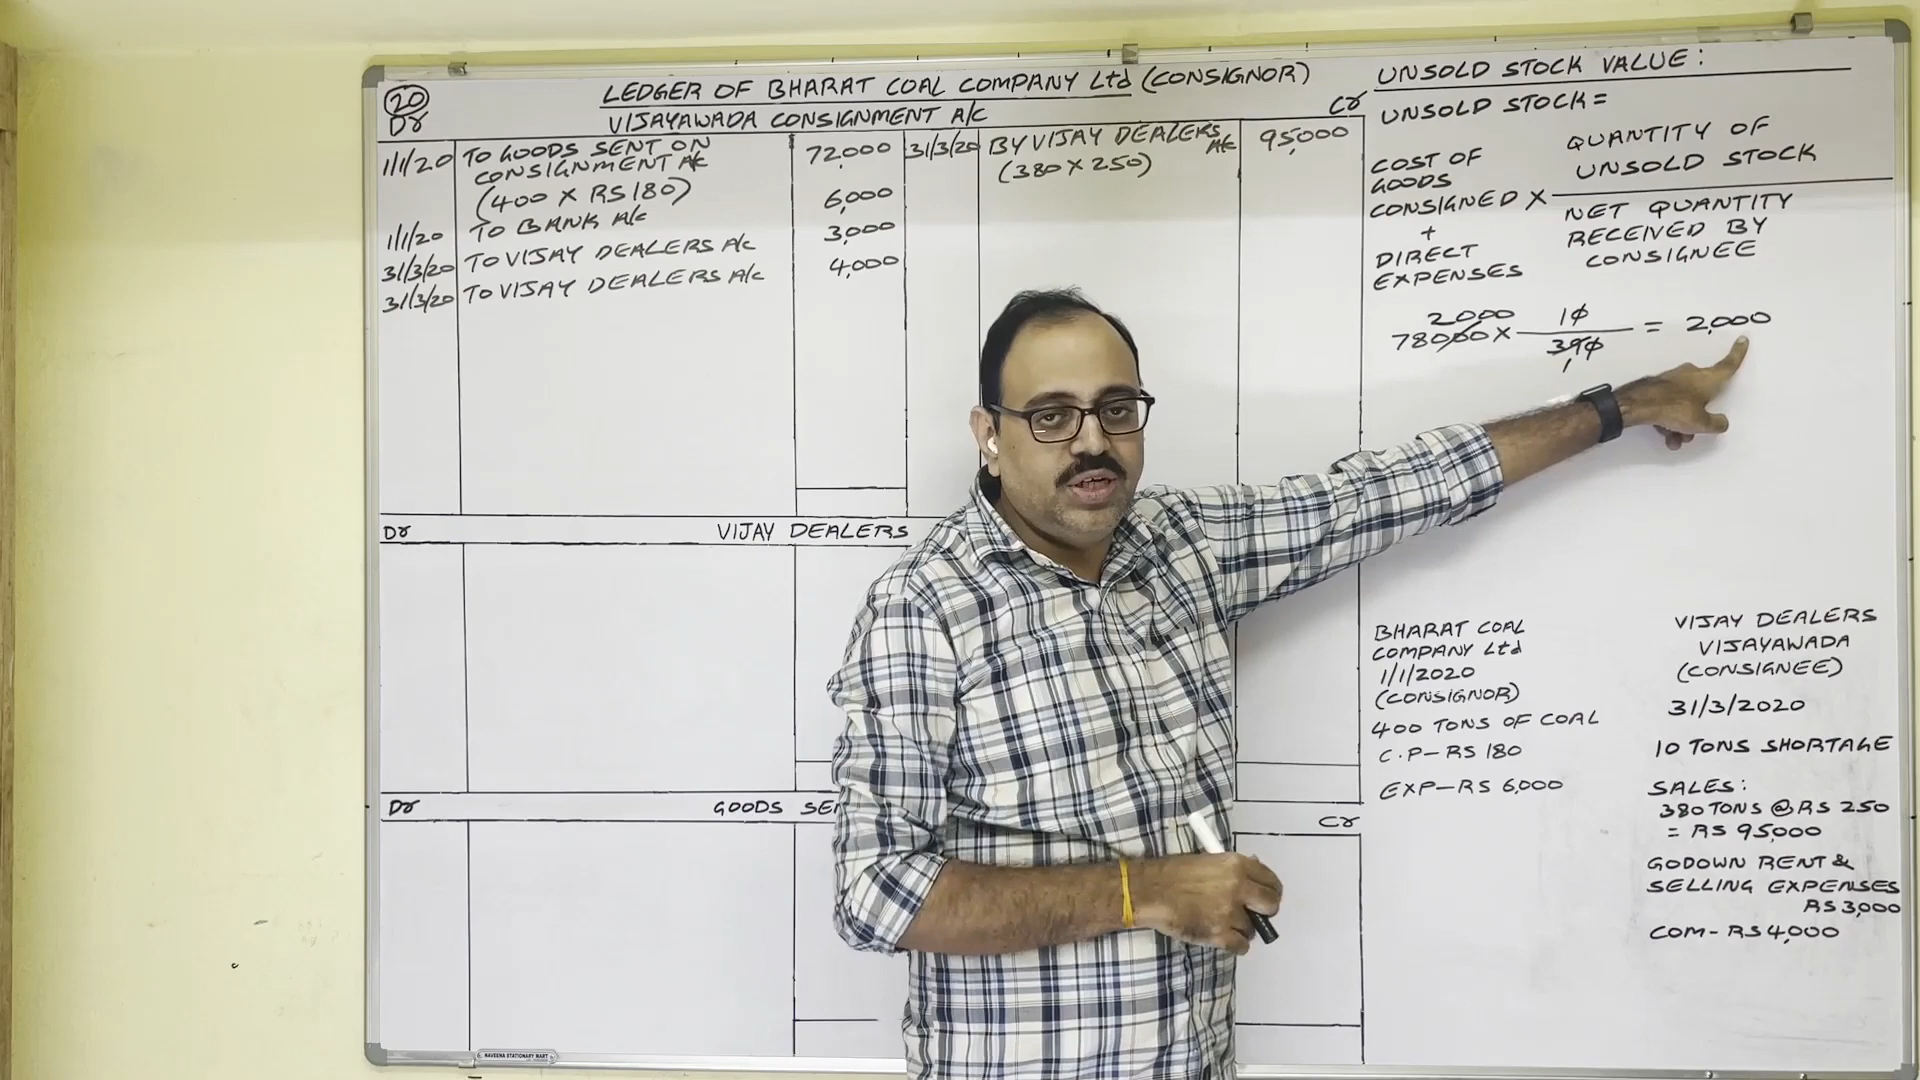 20
LEDGER OF BHARAT COAL COMPANY Ltd (CONSIGNOR)
Dr
VIJAYAWADA CONSIGNMENT A/c
Cr
1/1/20 TO GOODS SENT ON CONSIGNMENT A/c 72,000
(400 X RS 180)
1/1/20 TO BANK A/c 6,000
31/3/20 TO VIJAY DEALERS A/c 3,000
31/3/20 TO VIJAY DEALERS A/c 4,000
31/3/20 BY VIJAY DEALERS A/c 95,000
(380 X 250)
Dr
VIJAY DEALERS
Dr
GOODS SE
Cr
UNSOLD STOCK VALUE:
UNSOLD STOCK =
COST OF
GOODS
CONSIGNED X
+
DIRECT
EXPENSES
QUANTITY OF
UNSOLD STOCK
NET QUANTITY
RECEIVED BY
CONSIGNEE
2000
78000 X 10
390
1
= 2,000
BHARAT COAL
COMPANY Ltd
1/1/2020
(CONSIGNOR)
400 TONS OF COAL
C.P-RS 180
EXP-RS 6,000
VIJAY DEALERS
VIJAYAWADA
(CONSIGNEE)
31/3/2020
10 TONS SHORTAGE
SALES:
380 TONS @ RS 250
= RS 95,000
GODOWN RENT &
SELLING EXPENSES
RS 3,000
COM-RS 4,000
NAVEENA STATIONARY MART